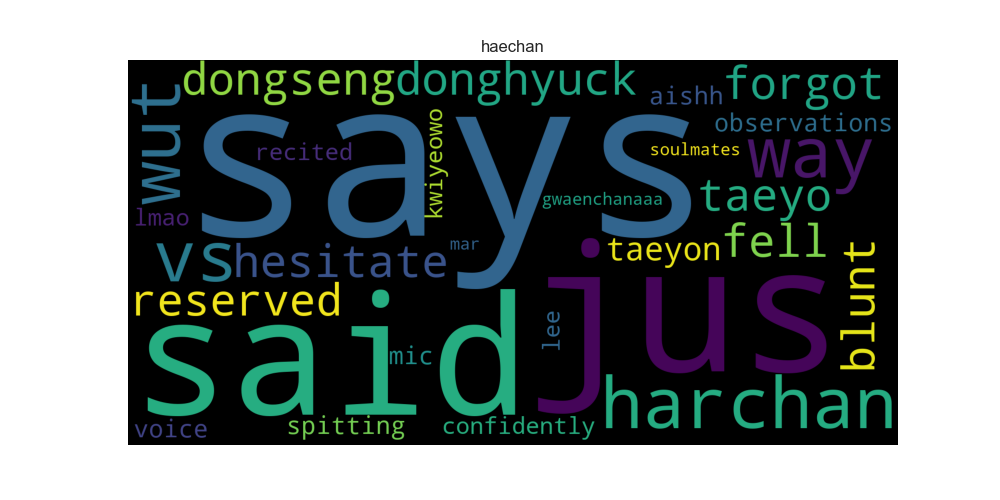 haechan
dongseng
donghyuck
forgot
aishh
wut
says
observations
recited
kwiyeowo
soulmates
way
gwaenchanaaa
taeyo
lmao
vs
hesitate
mar
taeyon
fell
reserved
said
jus
lee
blunt
mic
harchan
voice
spitting
confidently